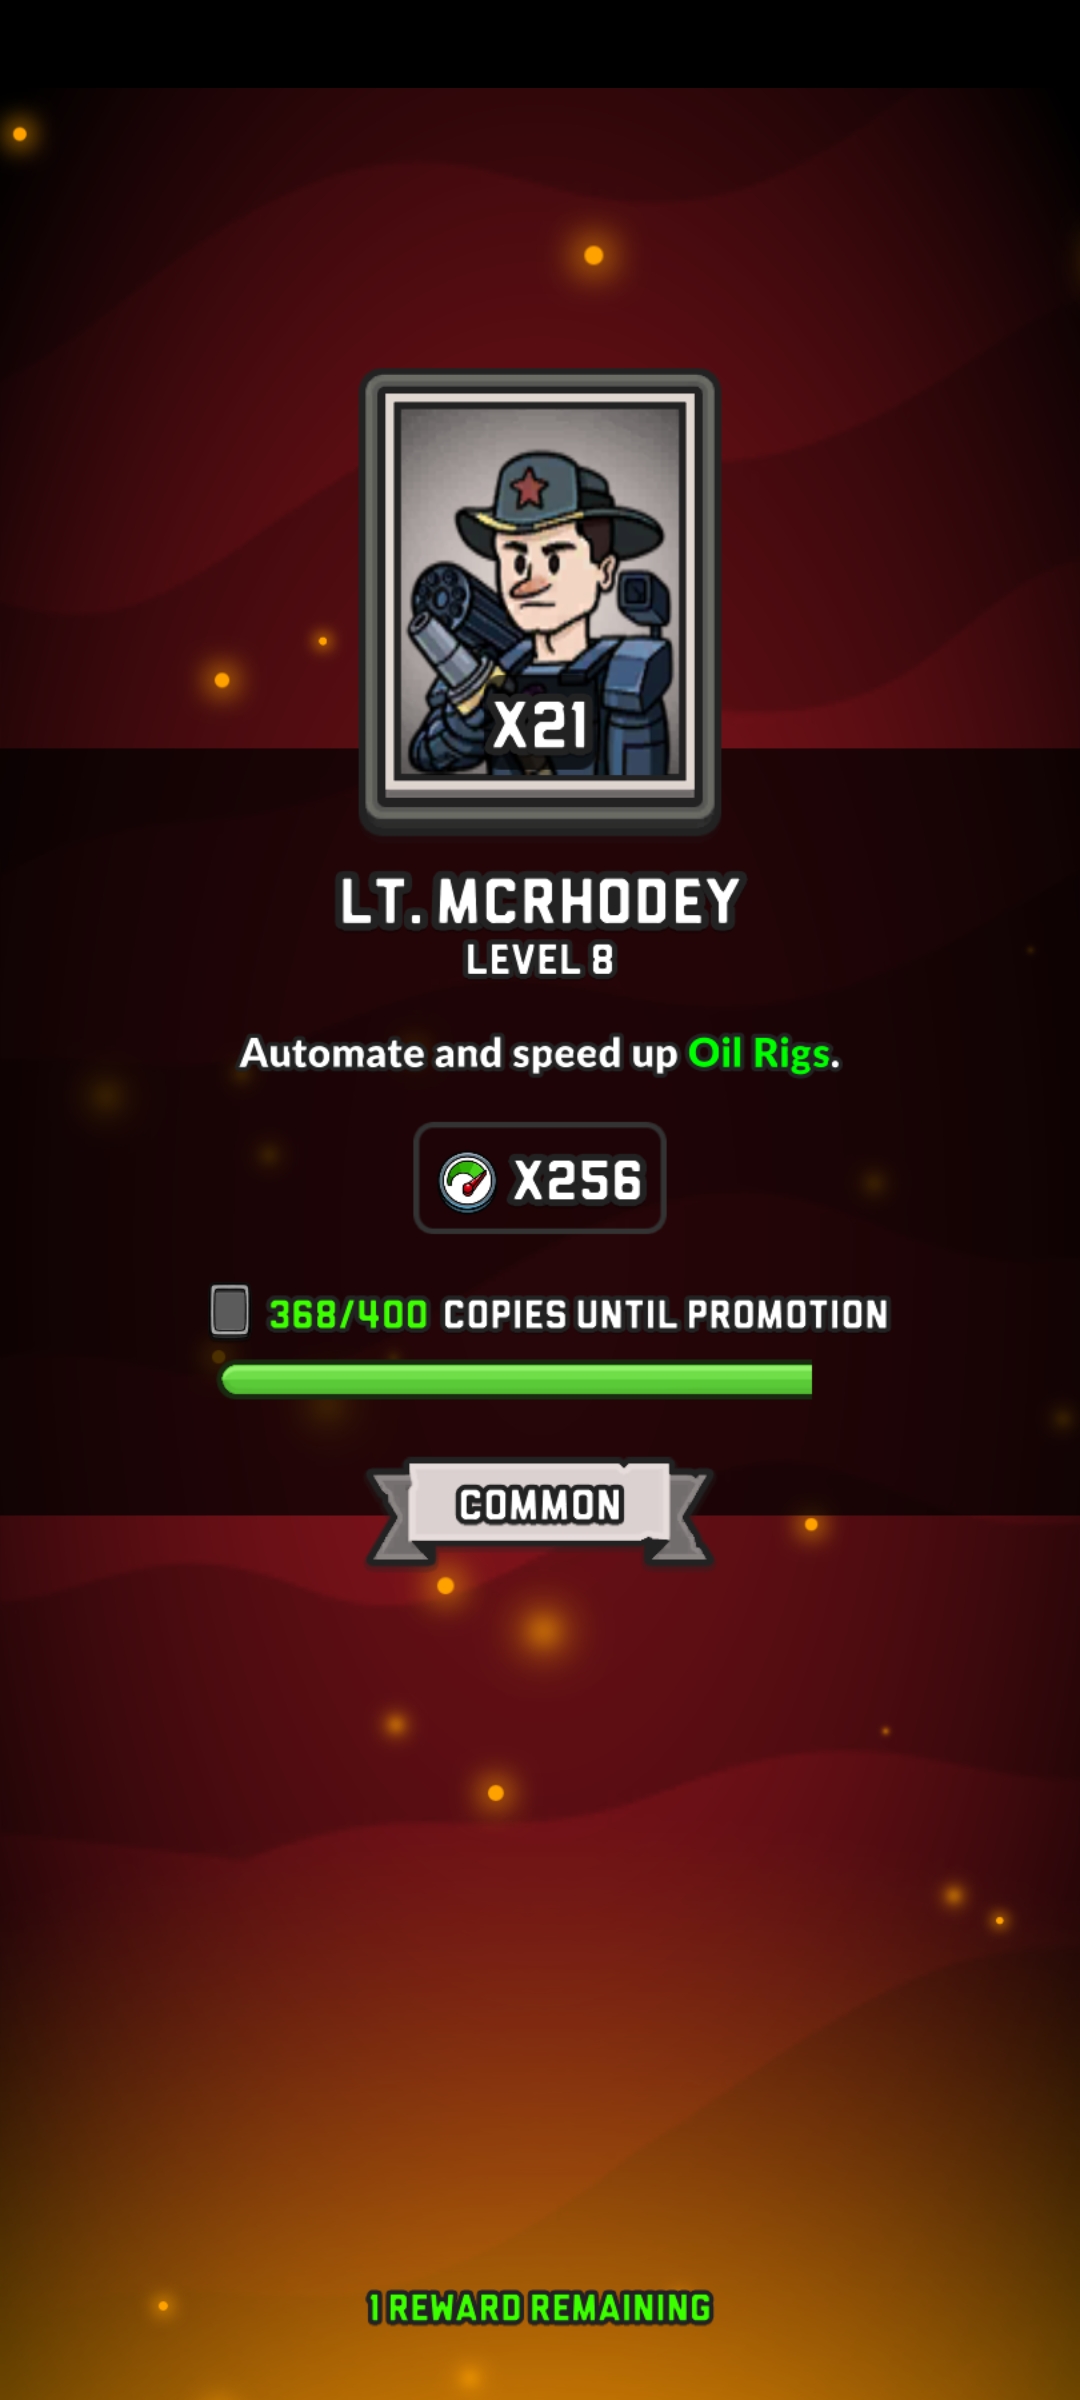 X21
LT. MCRHODEY
LEVEL 8
Automate and speed up Oil Rigs.
X256
368/400 COPIES UNTIL PROMOTION
COMMON
1 REWARD REMAINING